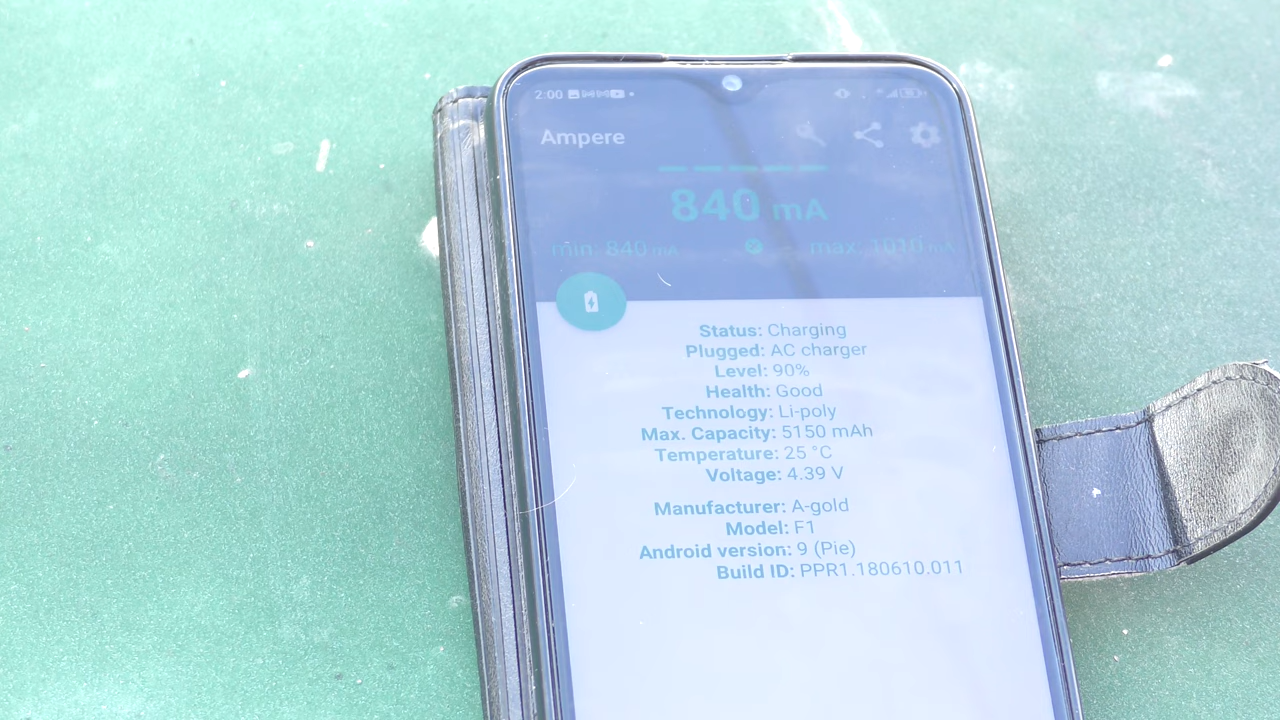 2:00
Ampere
840 mA
min: 840 mA max: 1010 mA
Status: Charging
Plugged: AC charger
Level: 90%
Health: Good
Technology: Li-poly
Max. Capacity: 5150 mAh
Temperature: 25 °C
Voltage: 4.39 V
Manufacturer: A-gold
Model: F1
Android version: 9 (Pie)
Build ID: PPR1.180610.011